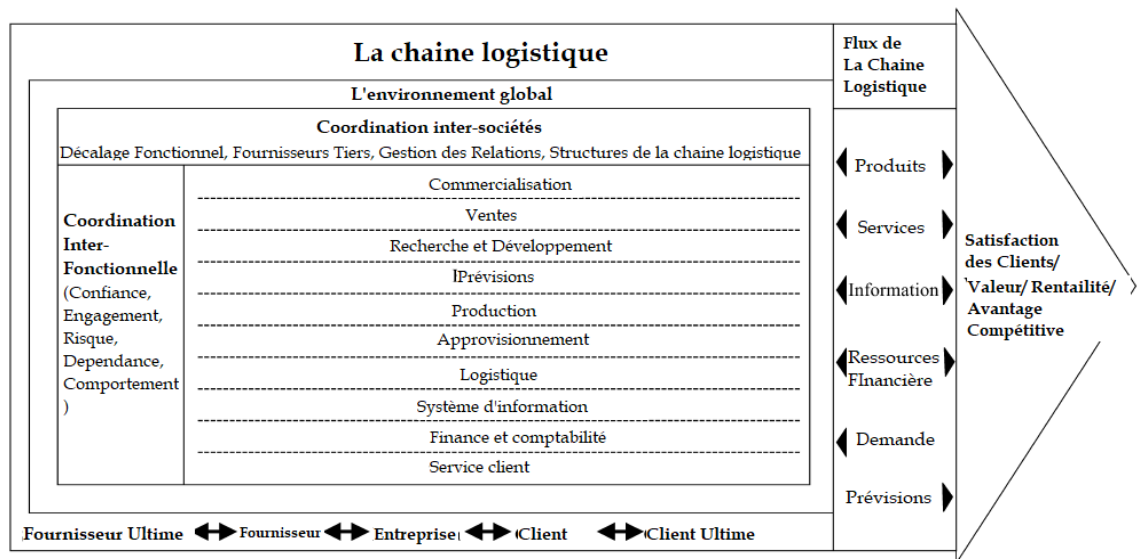 La chaine logistique
L'environnement global
Coordination inter-sociétés
Décalage Fonctionnel, Fournisseurs Tiers, Gestion des Relations, Structures de la chaine logistique
Coordination
Inter-
Fonctionnelle
(Confiance,
Engagement,
Risque,
Dependance,
Comportement
)
Commercialisation
Ventes
Recherche et Développement
Prévisions
Production
Approvisionnement
Logistique
Système d'information
Finance et comptabilité
Service client
Fournisseur Ultime Fournisseur Entreprise Client Client Ultime
Flux de
La Chaine
Logistique
Produits
Services
Information
Ressources
FInancière
Demande
Prévisions
Satisfaction
des Clients/
Valeur/ Rentailité/
Avantage
Compétitive